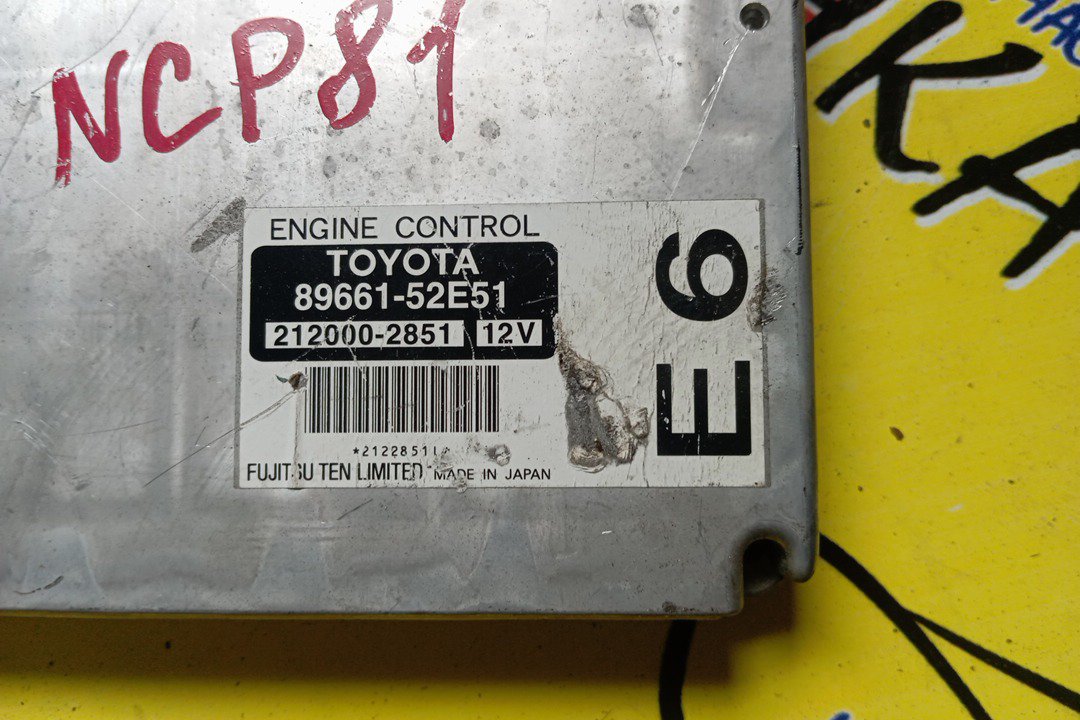 NCP81
ENGINE CONTROL
TOYOTA
89661-52E51
212000-2851 12V
E6
FUJITSU TEN LIMITED MADE IN JAPAN